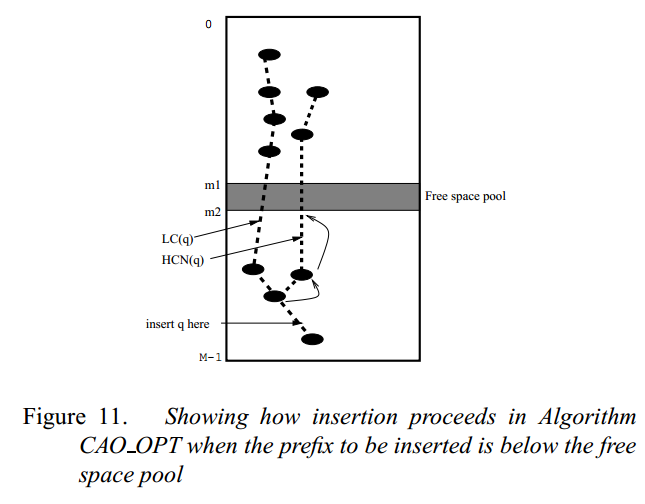 0
m1
m2
Free space pool
LC(q)
HCN(q)
insert q here
M-1
Figure 11. Showing how insertion proceeds in Algorithm
CAO_OPT when the prefix to be inserted is below the free
space pool